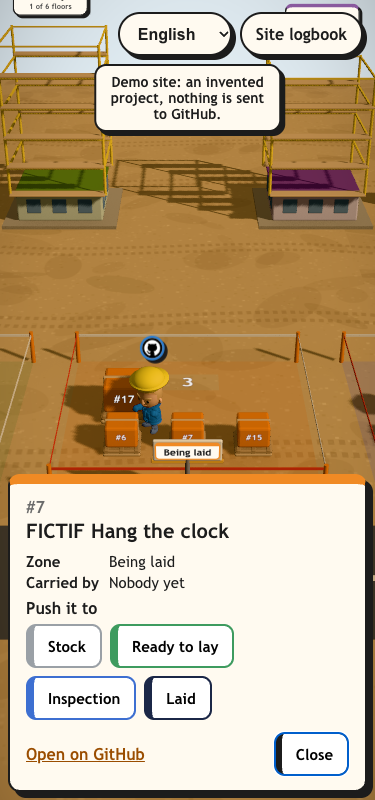 1 of 6 floors
English
Site logbook
Demo site: an invented
project, nothing is sent
to GitHub.
3
#17
#6
#7
#15
Being laid
#7
FICTIF Hang the clock
Zone Being laid
Carried by Nobody yet
Push it to
Stock
Ready to lay
Inspection
Laid
Open on GitHub
Close